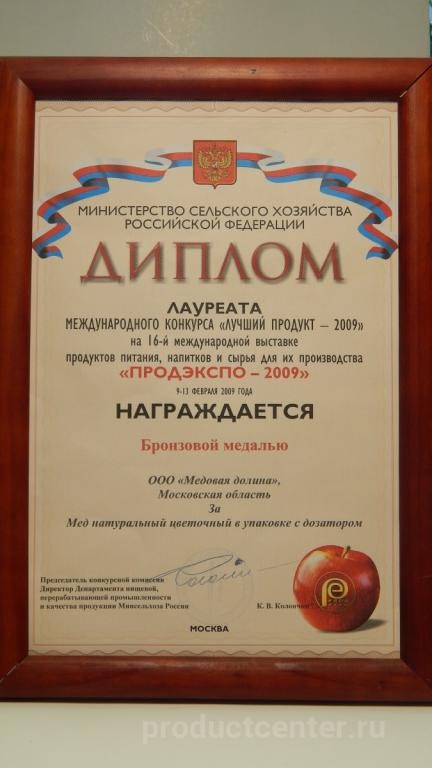 МИНИСТЕРСТВО СЕЛЬСКОГО ХОЗЯЙСТВА
РОССИЙСКОЙ ФЕДЕРАЦИИ
ДИПЛОМ
ЛАУРЕАТА
МЕЖДУНАРОДНОГО КОНКУРСА «ЛУЧШИЙ ПРОДУКТ – 2009»
на 16-й международной выставке
продуктов питания, напитков и сырья для их производства
«ПРОДЭКСПО – 2009»
9-13 ФЕВРАЛЯ 2009 ГОДА
НАГРАЖДАЕТСЯ
Бронзовой медалью
ООО «Медовая долина»,
Московская область
За
Мед натуральный цветочный в упаковке с дозатором
Председатель конкурсной комиссии
Директор Департамента пищевой,
перерабатывающей промышленности
и качества продукции Минсельхоза России
К. В. Колончин
МОСКВА
productcenter.ru